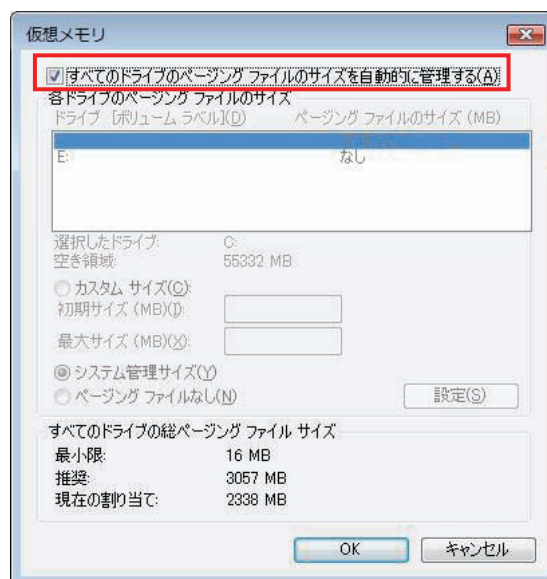 仮想メモリ
すべてのドライブのページング ファイルのサイズを自動的に管理する(A)
各ドライブのページング ファイルのサイズ
ドライブ [ボリューム ラベル](D) ページング ファイルのサイズ (MB)
E: なし
選択したドライブ: C:
空き領域: 55332 MB
カスタム サイズ(C):
初期サイズ (MB)(I):
最大サイズ (MB)(X):
システム管理サイズ(Y)
ページング ファイルなし(N) 設定(S)
すべてのドライブの総ページング ファイル サイズ
最小限: 16 MB
推奨: 3057 MB
現在の割り当て: 2338 MB
OK キャンセル